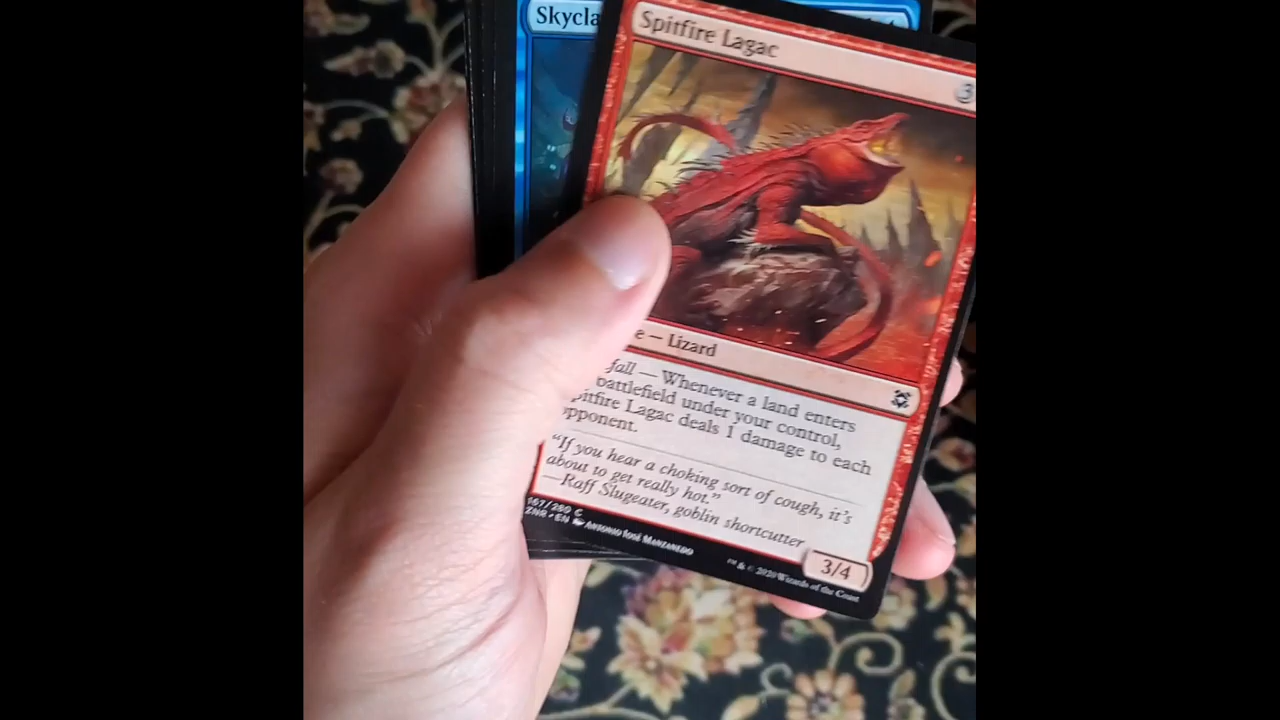 Skycla
Spitfire Lagac
3
e — Lizard
fall — Whenever a land enters
battlefield under your control,
pitfire Lagac deals 1 damage to each
opponent.
"If you hear a choking sort of cough, it's
about to get really hot."
—Raff Slugeater, goblin shortcutter
167/280 C
ZNR • EN Antonio José Manzanedo
™ & © 2020 Wizards of the Coast
3/4